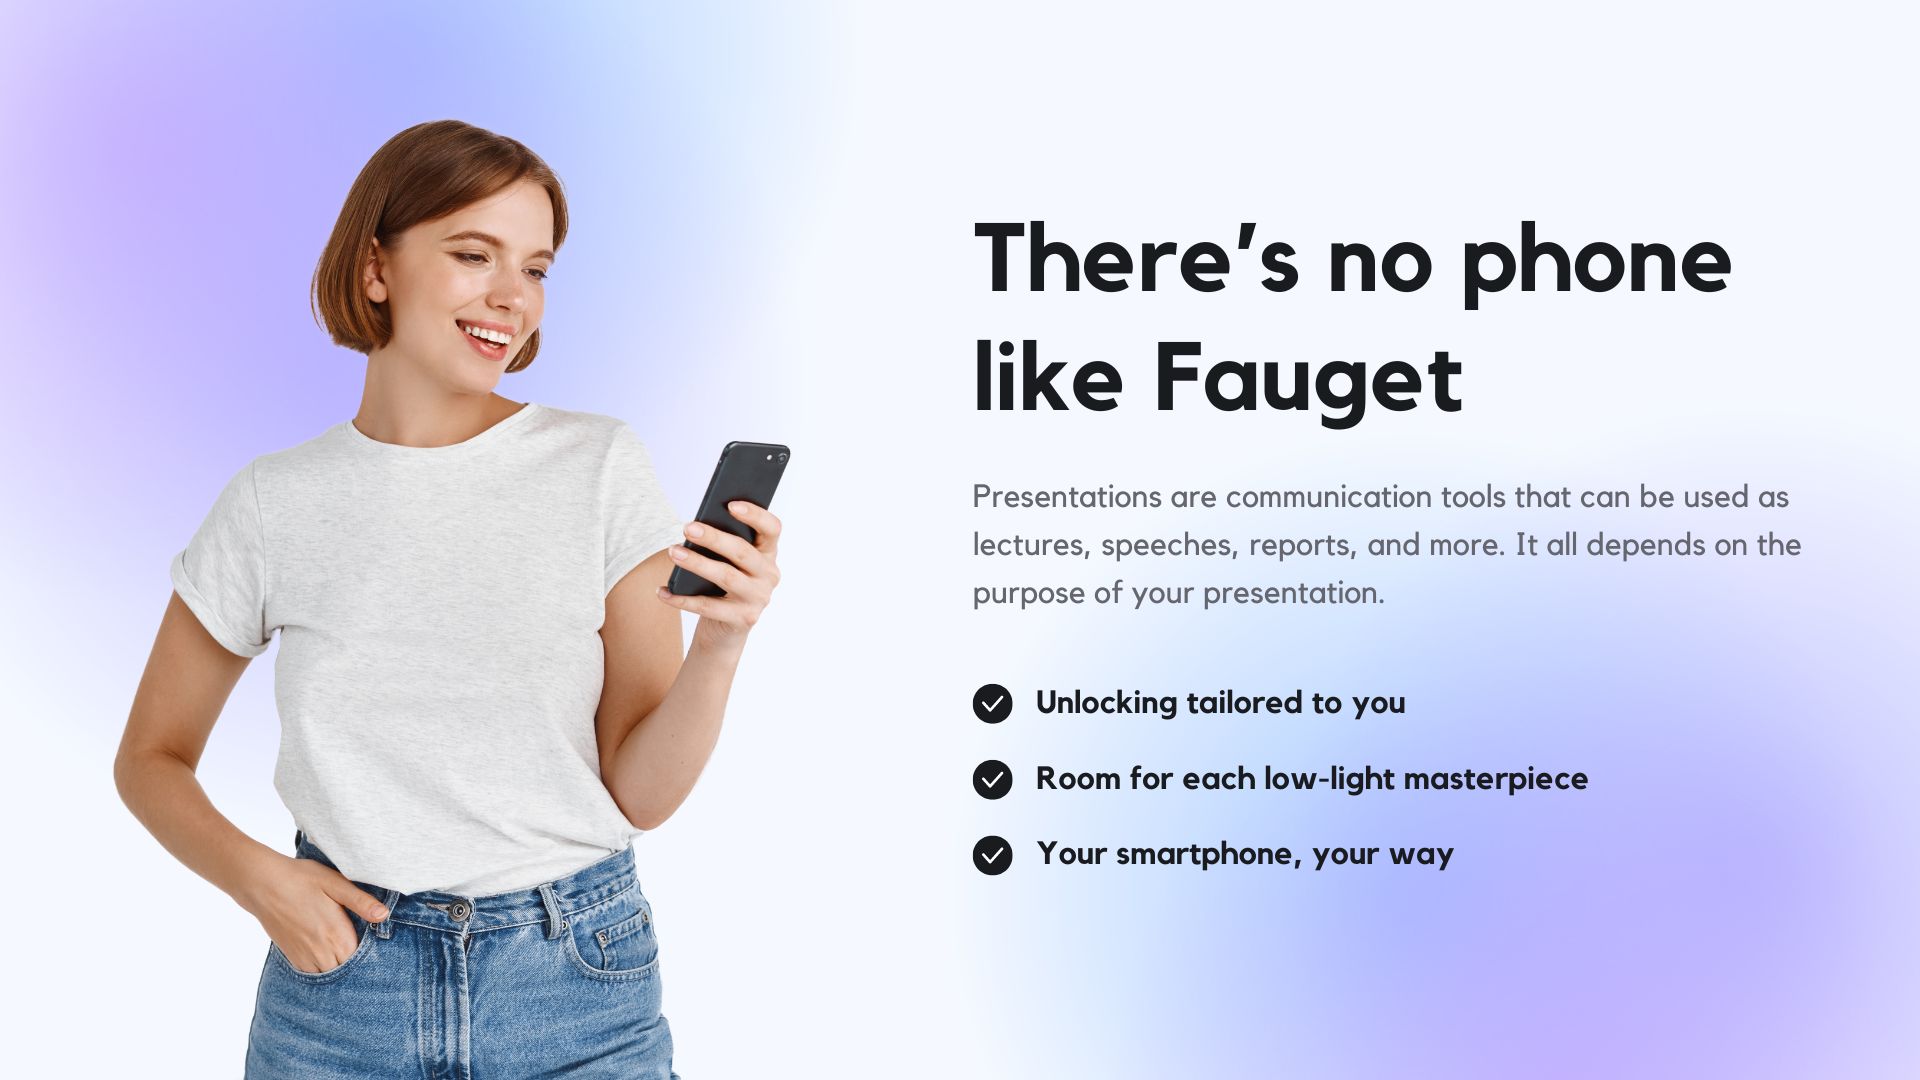 There’s no phone
like Fauget
Presentations are communication tools that can be used as
lectures, speeches, reports, and more. It all depends on the
purpose of your presentation.
Unlocking tailored to you
Room for each low-light masterpiece
Your smartphone, your way